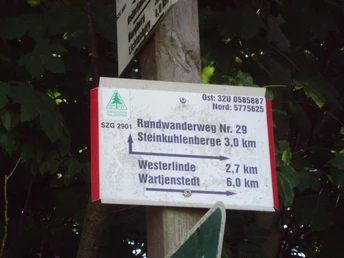 Ost: 32U 0585887
Nord: 5775625
SZG 2901
Rundwanderweg Nr. 29
Steinkuhlenberge 3,0 km
Westerlinde 2,7 km
Wartjenstedt 6,0 km